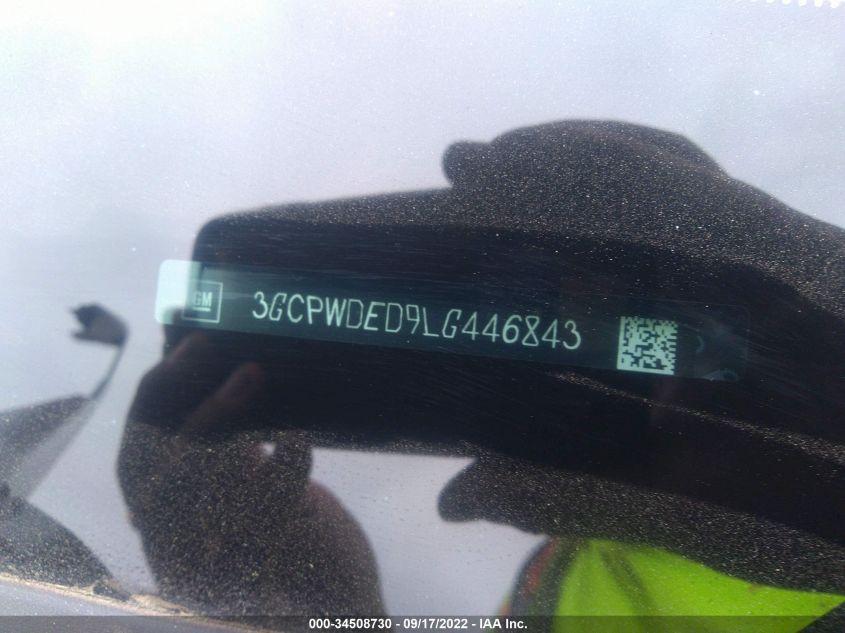 GM
3GCPWDED9LG446843
000-34508730 - 09/17/2022 - IAA Inc.